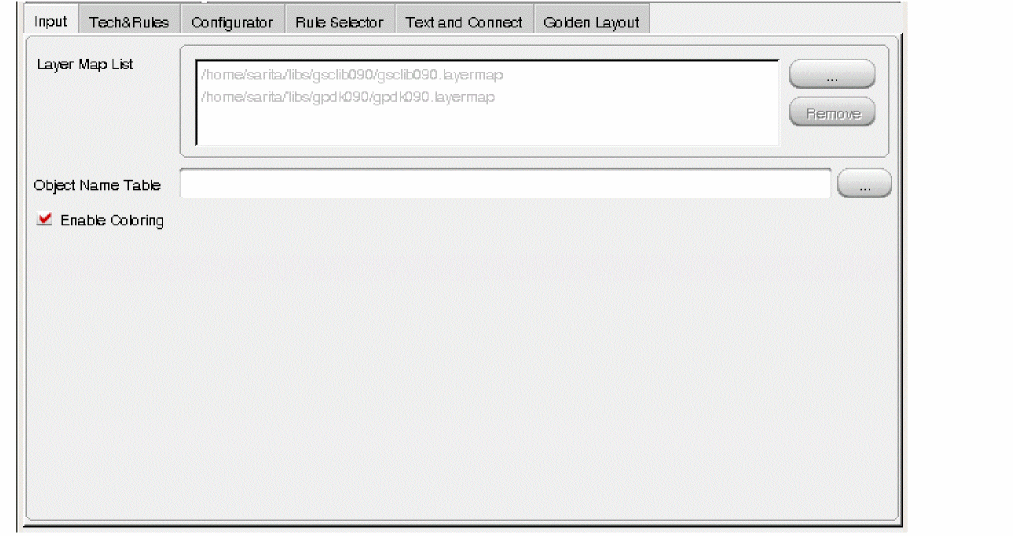 Input Tech&Rules Configurator Rule Selector Text and Connect Golden Layout
Layer Map List
/home/sarita/libs/gsclib090/gsclib090.layermap
...
/home/sarita/libs/gpdk090/gpdk090.layermap
Remove
Object Name Table
...
Enable Coloring